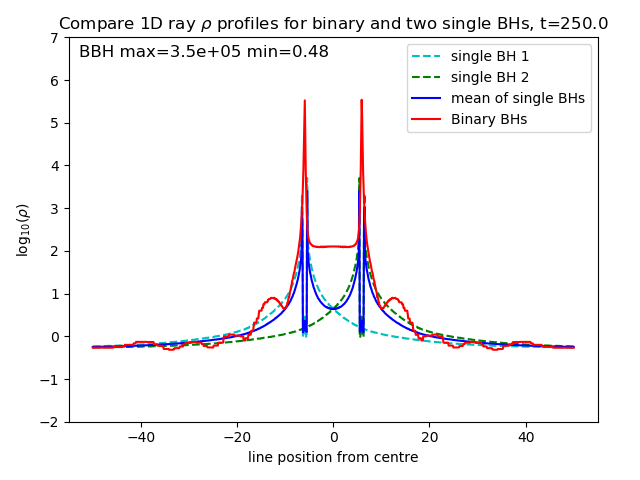 Compare 1D ray ρ profiles for binary and two single BHs, t=250.0
BBH max=3.5e+05 min=0.48
single BH 1
single BH 2
mean of single BHs
Binary BHs
7
6
5
4
3
2
1
0
−1
−2
log₁₀(ρ)
−40 −20 0 20 40
line position from centre